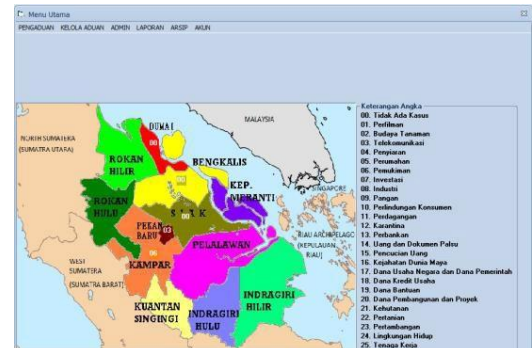 Menu Utama
PENGADUAN KELOLA ADUAN ADMIN LAPORAN ARSIP AKUN
MALAYSIA
DUMAI
NORTH SUMATERA
(SUMATRA UTARA)
ROKAN
HILIR
BENGKALIS
KEP.
MERANTI
SINGAPORE
ROKAN
HULU
SIAK
00
PEKAN
BARU
03
RIAU ARCHIPELAGO
(KEPULAUAN
RIAU)
PELALAWAN
WEST
SUMATERA
(SUMATRA BARAT)
KAMPAR
INDRAGIRI
HILIR
KUANTAN
SINGINGI
INDRAGIRI
HULU
Keterangan Angka
00. Tidak Ada Kasus
01. Perfilman
02. Budaya Tanaman
03. Telekomunikasi
04. Penyiaran
05. Perumahan
06. Pemukiman
07. Investasi
08. Industi
09. Pangan
10. Perlindungan Konsumen
11. Perdagangan
12. Karantina
13. Perbankan
14. Uang dan Dokumen Palsu
15. Pencucian Uang
16. Kejahatan Dunia Maya
17. Dana Usaha Negara dan Dana Pemerintah
18. Dana Kredit Usaha
19. Dana Bantuan
20. Dana Pembangunan dan Proyek
21. Kehutanan
22. Pertanian
23. Pertambangan
24. Lingkungan Hidup
25. Tenaga Kerja